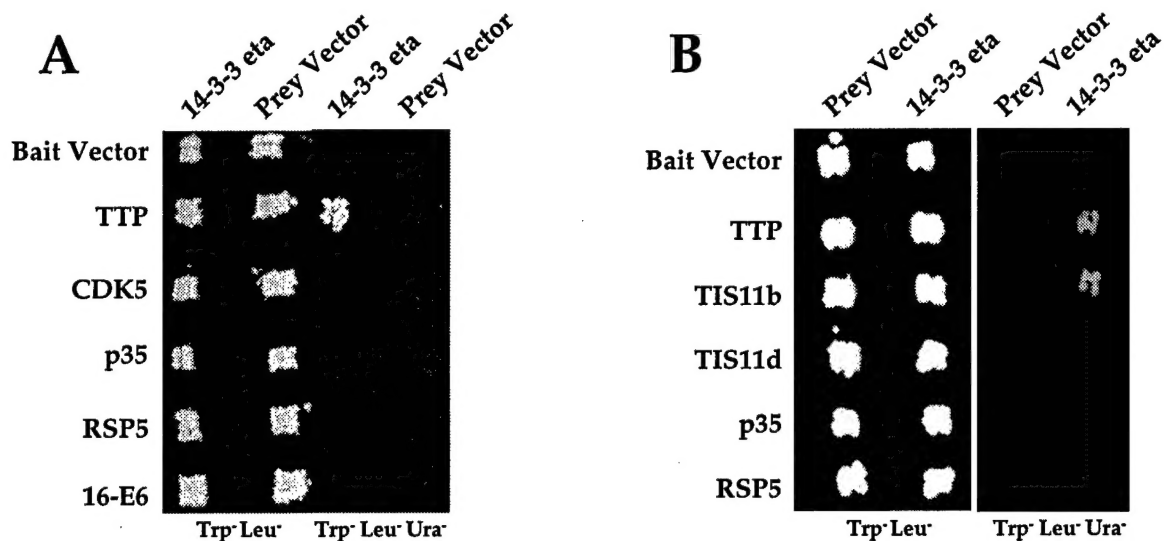 A
14-3-3 eta
Prey Vector
14-3-3 eta
Prey Vector
Bait Vector
TTP
CDK5
p35
RSP5
16-E6
Trp⁻ Leu⁻
Trp⁻ Leu⁻ Ura⁻
B
Prey Vector
14-3-3 eta
Prey Vector
14-3-3 eta
Bait Vector
TTP
TIS11b
TIS11d
p35
RSP5
Trp⁻ Leu⁻
Trp⁻ Leu⁻ Ura⁻